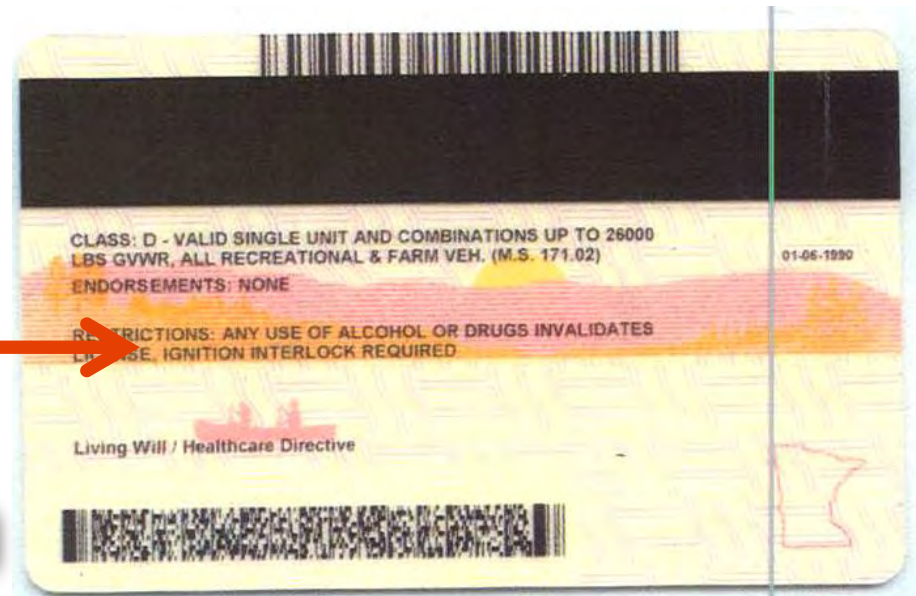 CLASS: D - VALID SINGLE UNIT AND COMBINATIONS UP TO 26000
LBS GVWR, ALL RECREATIONAL & FARM VEH. (M.S. 171.02)
01-06-1990
ENDORSEMENTS: NONE
RESTRICTIONS: ANY USE OF ALCOHOL OR DRUGS INVALIDATES
LICENSE, IGNITION INTERLOCK REQUIRED
Living Will / Healthcare Directive